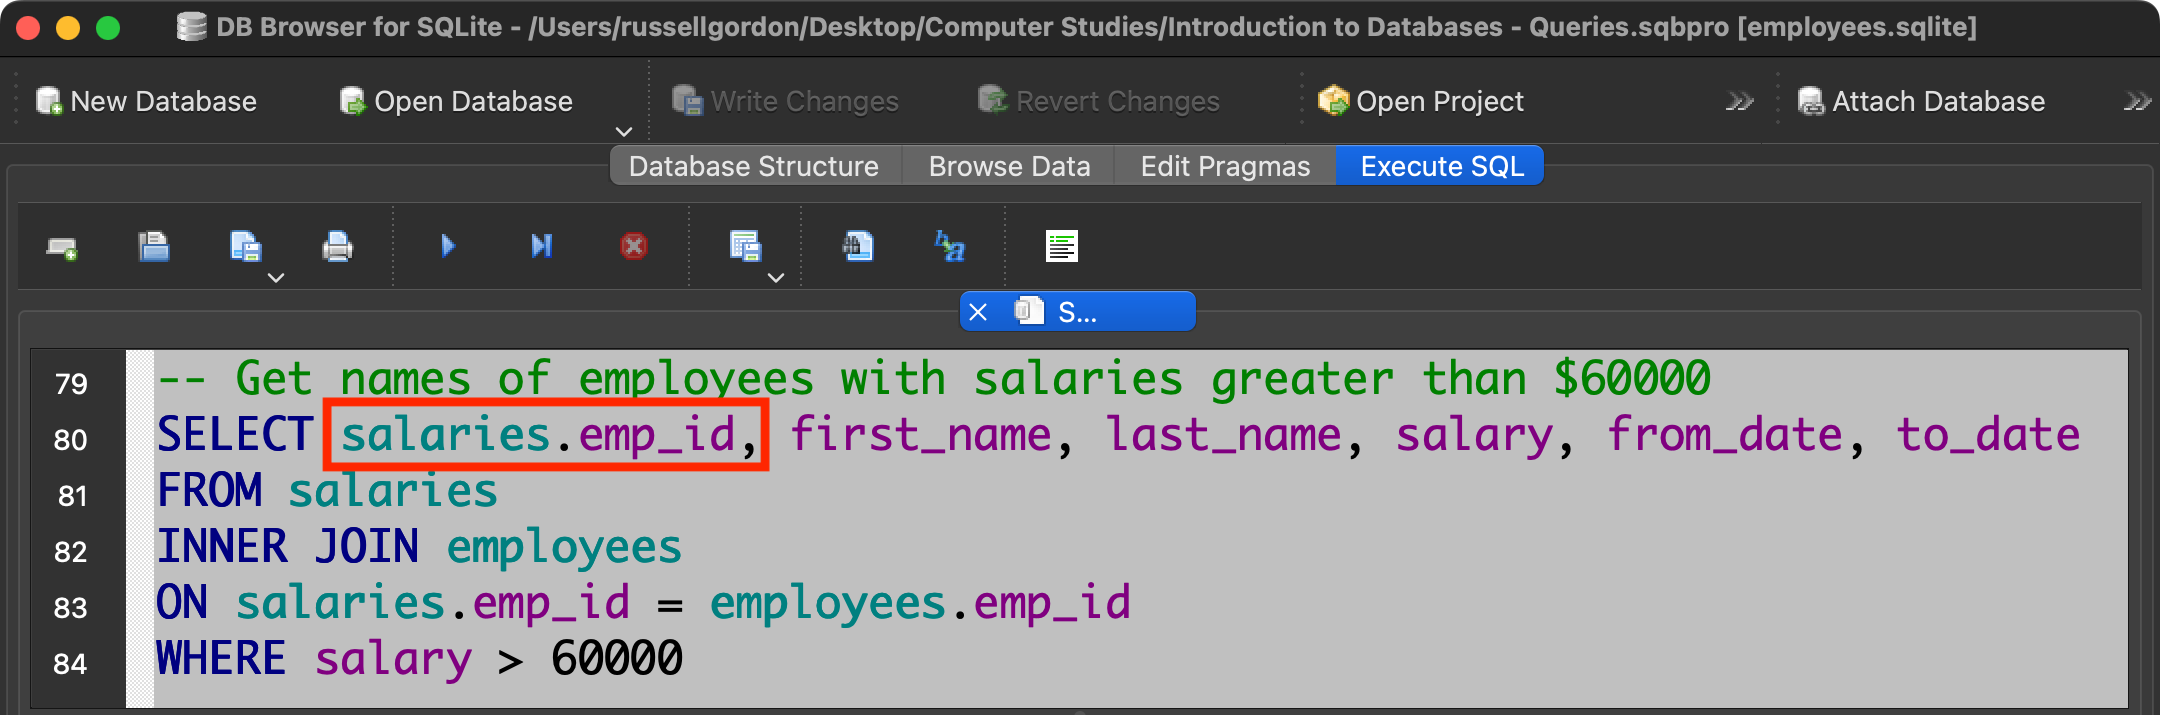 DB Browser for SQLite - /Users/russellgordon/Desktop/Computer Studies/Introduction to Databases - Queries.sqbpro [employees.sqlite]
New Database Open Database Write Changes Revert Changes Open Project Attach Database
Database Structure Browse Data Edit Pragmas Execute SQL
S...
79 -- Get names of employees with salaries greater than $60000
80 SELECT salaries.emp_id, first_name, last_name, salary, from_date, to_date
81 FROM salaries
82 INNER JOIN employees
83 ON salaries.emp_id = employees.emp_id
84 WHERE salary > 60000